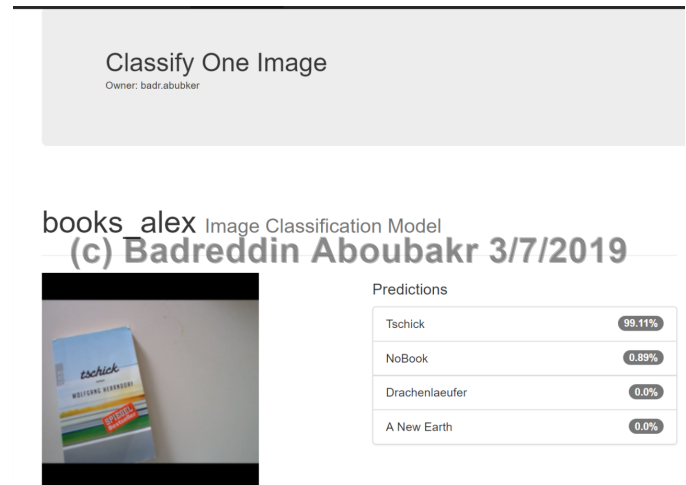 Classify One Image
Owner: badr.abubker
books_alex Image Classification Model
(c) Badreddin Aboubakr 3/7/2019
Predictions
Tschick 99.11%
NoBook 0.89%
Drachenlaeufer 0.0%
A New Earth 0.0%
tschick
WOLFGANG HERRNDORF
SPIEGEL
Bestseller